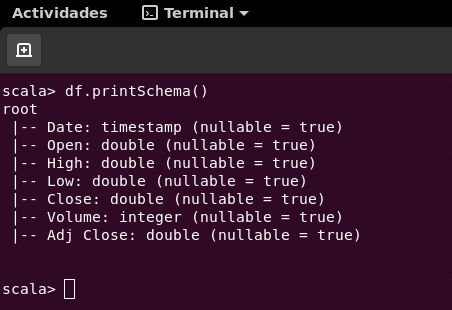 Actividades Terminal
scala> df.printSchema()
root
 |-- Date: timestamp (nullable = true)
 |-- Open: double (nullable = true)
 |-- High: double (nullable = true)
 |-- Low: double (nullable = true)
 |-- Close: double (nullable = true)
 |-- Volume: integer (nullable = true)
 |-- Adj Close: double (nullable = true)
scala>